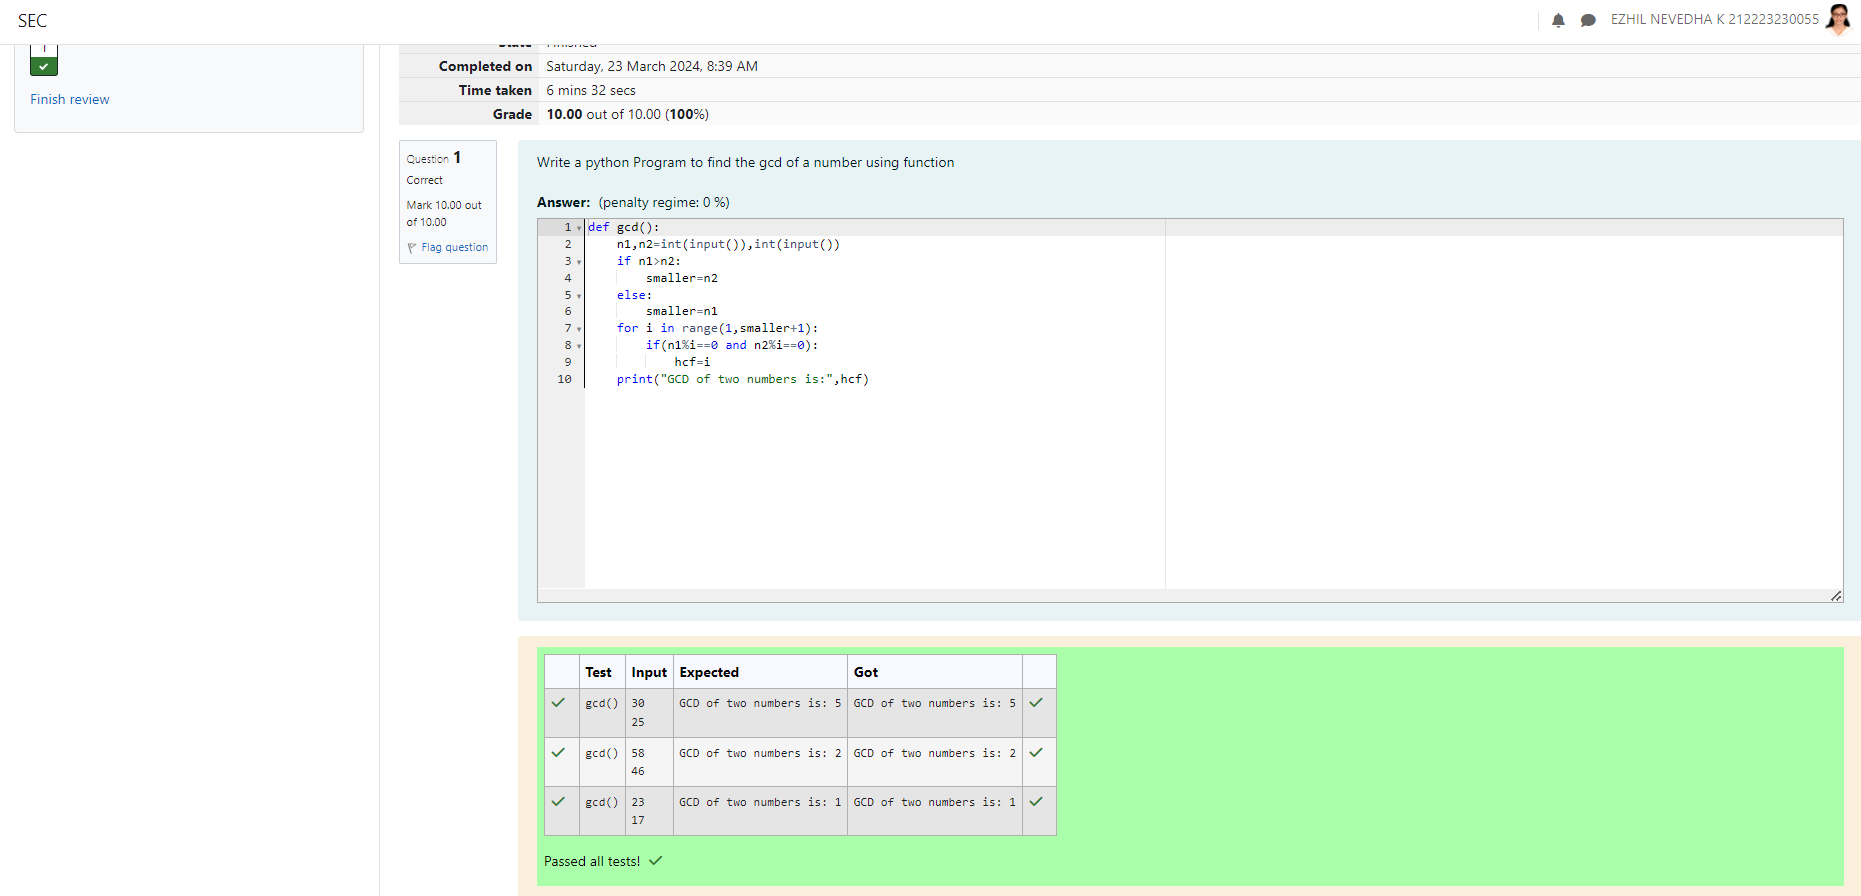 SEC
EZHIL NEVEDHA K 212223230055
Finish review
Completed on Saturday, 23 March 2024, 8:39 AM
Time taken 6 mins 32 secs
Grade 10.00 out of 10.00 (100%)
Question 1
Correct
Mark 10.00 out
of 10.00
Flag question
Write a python Program to find the gcd of a number using function
Answer: (penalty regime: 0 %)
1 def gcd():
2     n1,n2=int(input()),int(input())
3     if n1>n2:
4         smaller=n2
5     else:
6         smaller=n1
7     for i in range(1,smaller+1):
8         if(n1%i==0 and n2%i==0):
9             hcf=i
10     print("GCD of two numbers is:",hcf)
Test Input Expected Got
gcd() 30 GCD of two numbers is: 5 GCD of two numbers is: 5
25
gcd() 58 GCD of two numbers is: 2 GCD of two numbers is: 2
46
gcd() 23 GCD of two numbers is: 1 GCD of two numbers is: 1
17
Passed all tests!